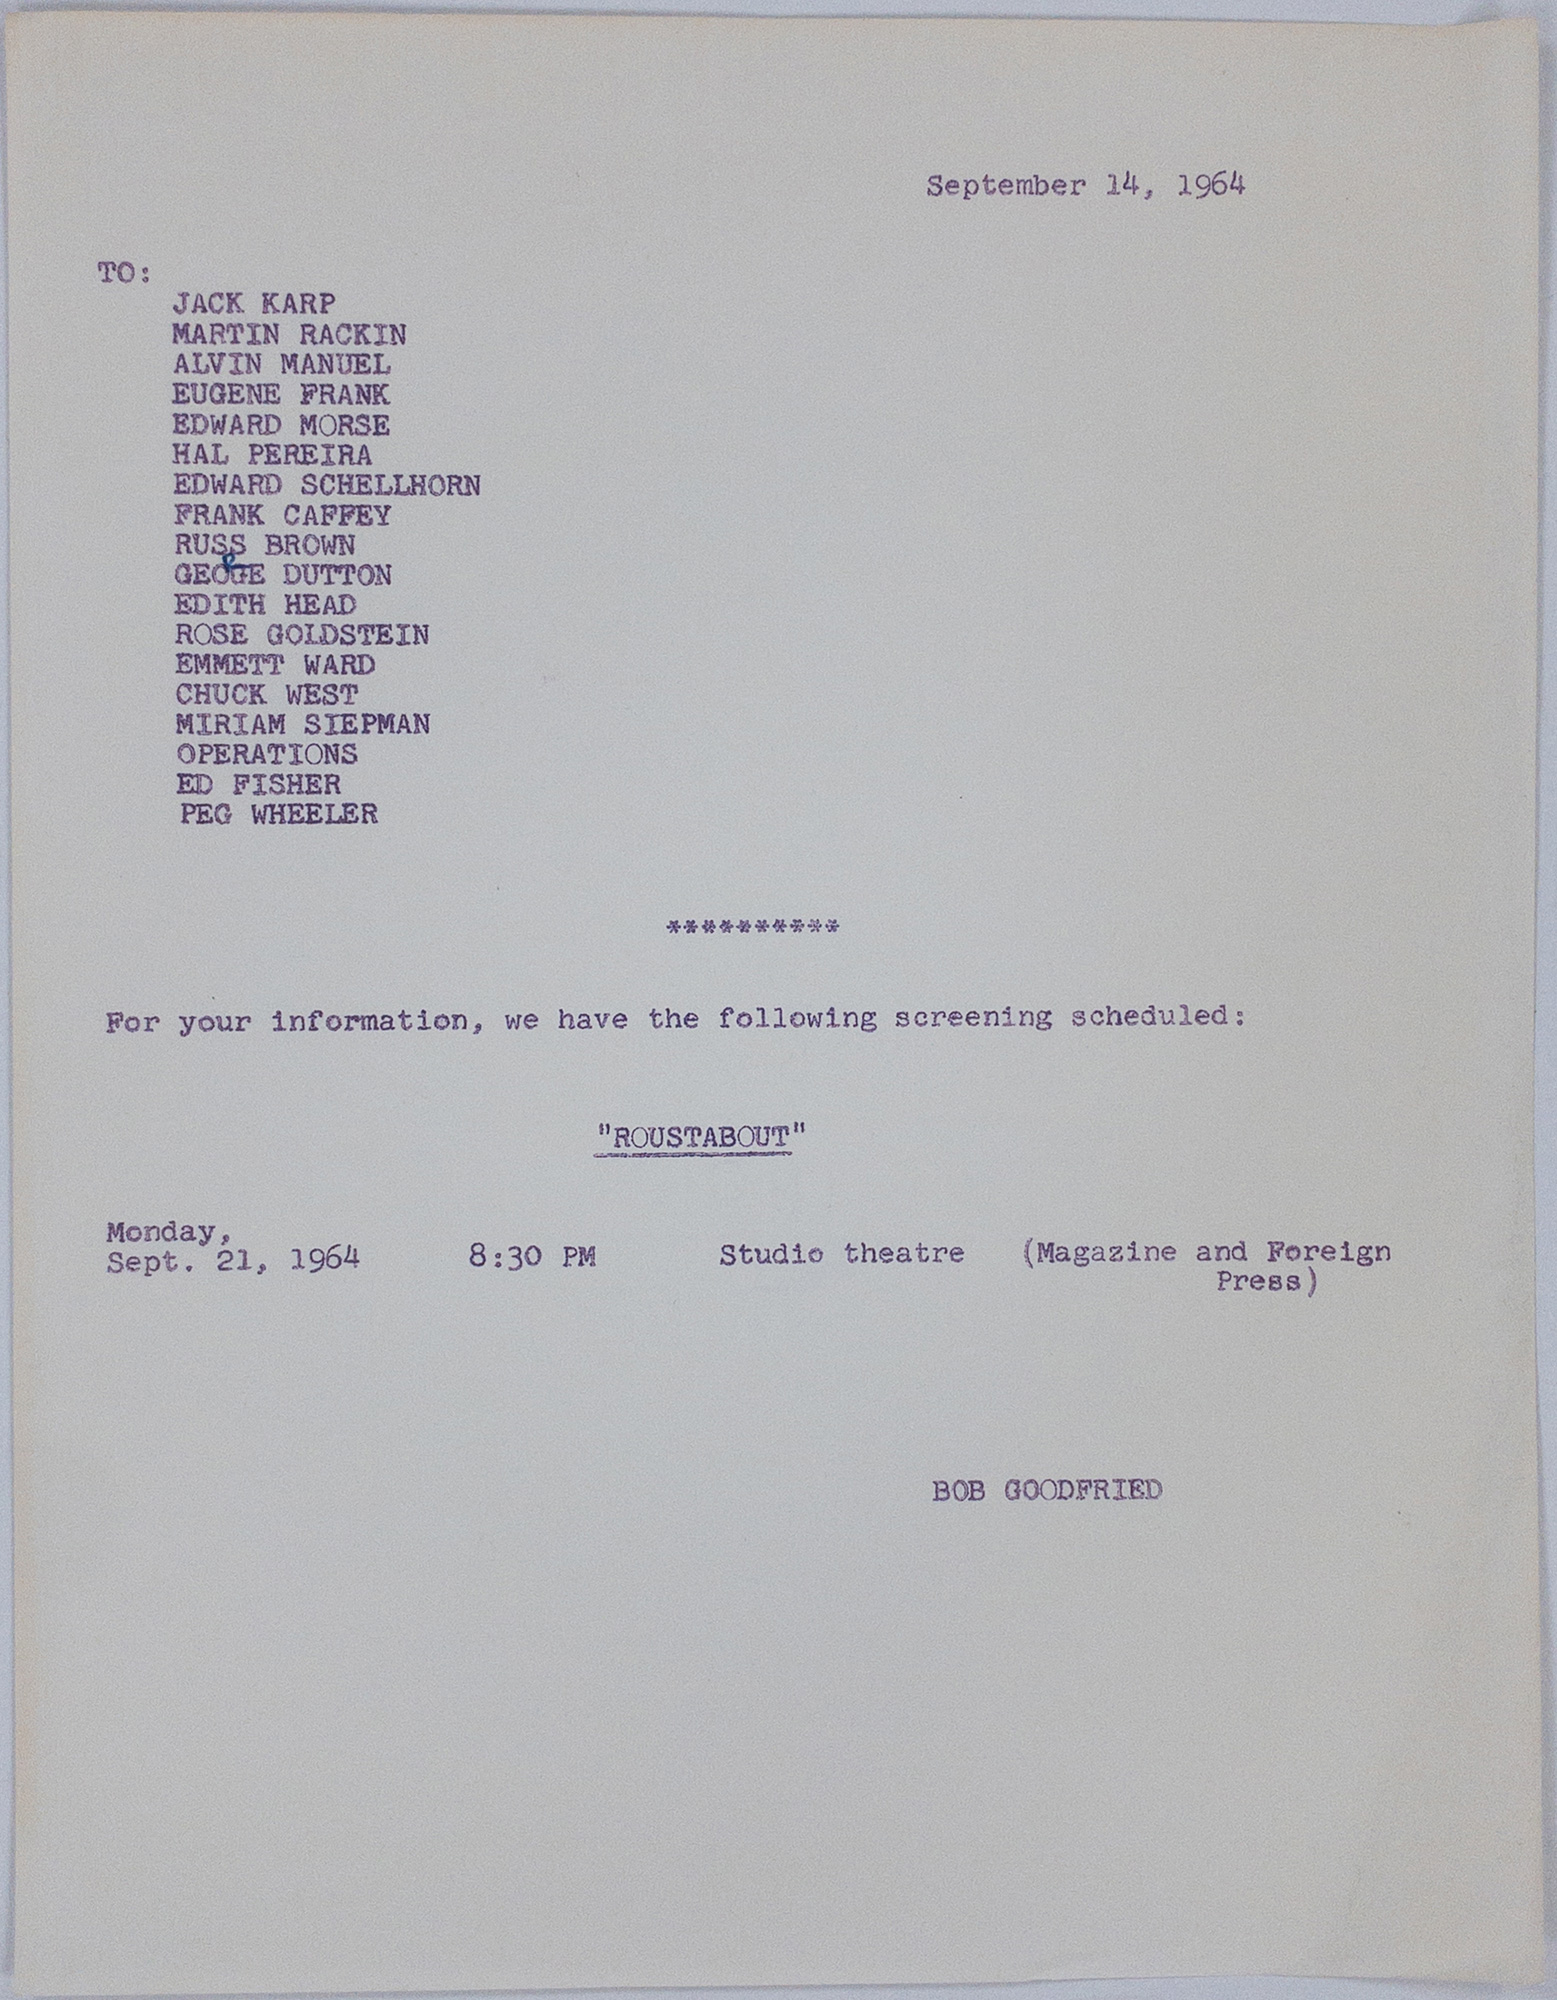 September 14, 1964
TO:
JACK KARP
MARTIN RACKIN
ALVIN MANUEL
EUGENE FRANK
EDWARD MORSE
HAL PEREIRA
EDWARD SCHELLHORN
FRANK CAFFEY
RUSS BROWN
GEORGE DUTTON
EDITH HEAD
ROSE GOLDSTEIN
EMMETT WARD
CHUCK WEST
MIRIAM SIEPMAN
OPERATIONS
ED FISHER
PEG WHEELER
**********
For your information, we have the following screening scheduled:
"ROUSTABOUT"
Monday,
Sept. 21, 1964 8:30 PM Studio theatre (Magazine and Foreign
Press)
BOB GOODFRIED